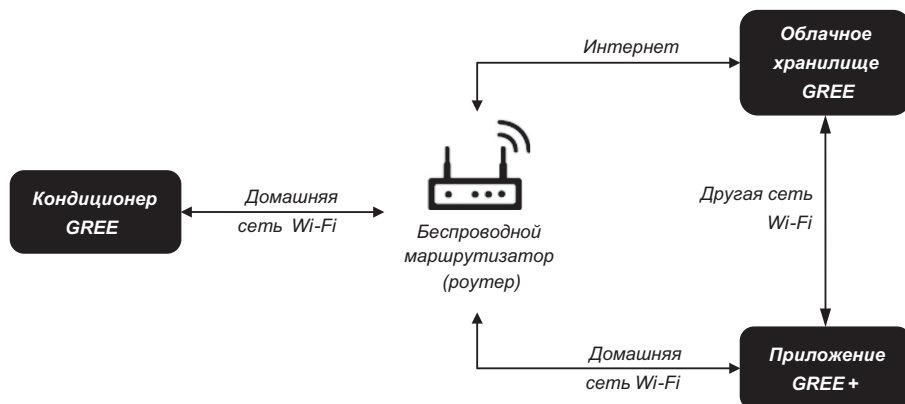 Интернет
Облачное
хранилище
GREE
Кондиционер
GREE
Домашняя
сеть Wi-Fi
Беспроводной
маршрутизатор
(роутер)
Другая сеть
Wi-Fi
Домашняя
сеть Wi-Fi
Приложение
GREE +